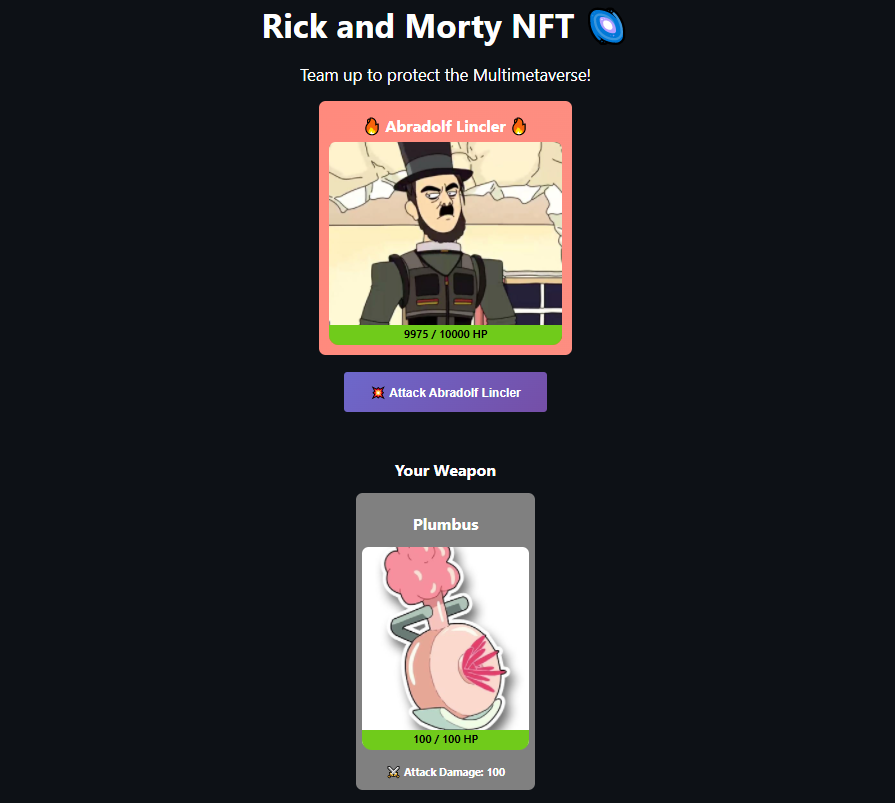 Rick and Morty NFT
Team up to protect the Multimetaverse!
Abradolf Lincler
9975 / 10000 HP
Attack Abradolf Lincler
Your Weapon
Plumbus
100 / 100 HP
Attack Damage: 100